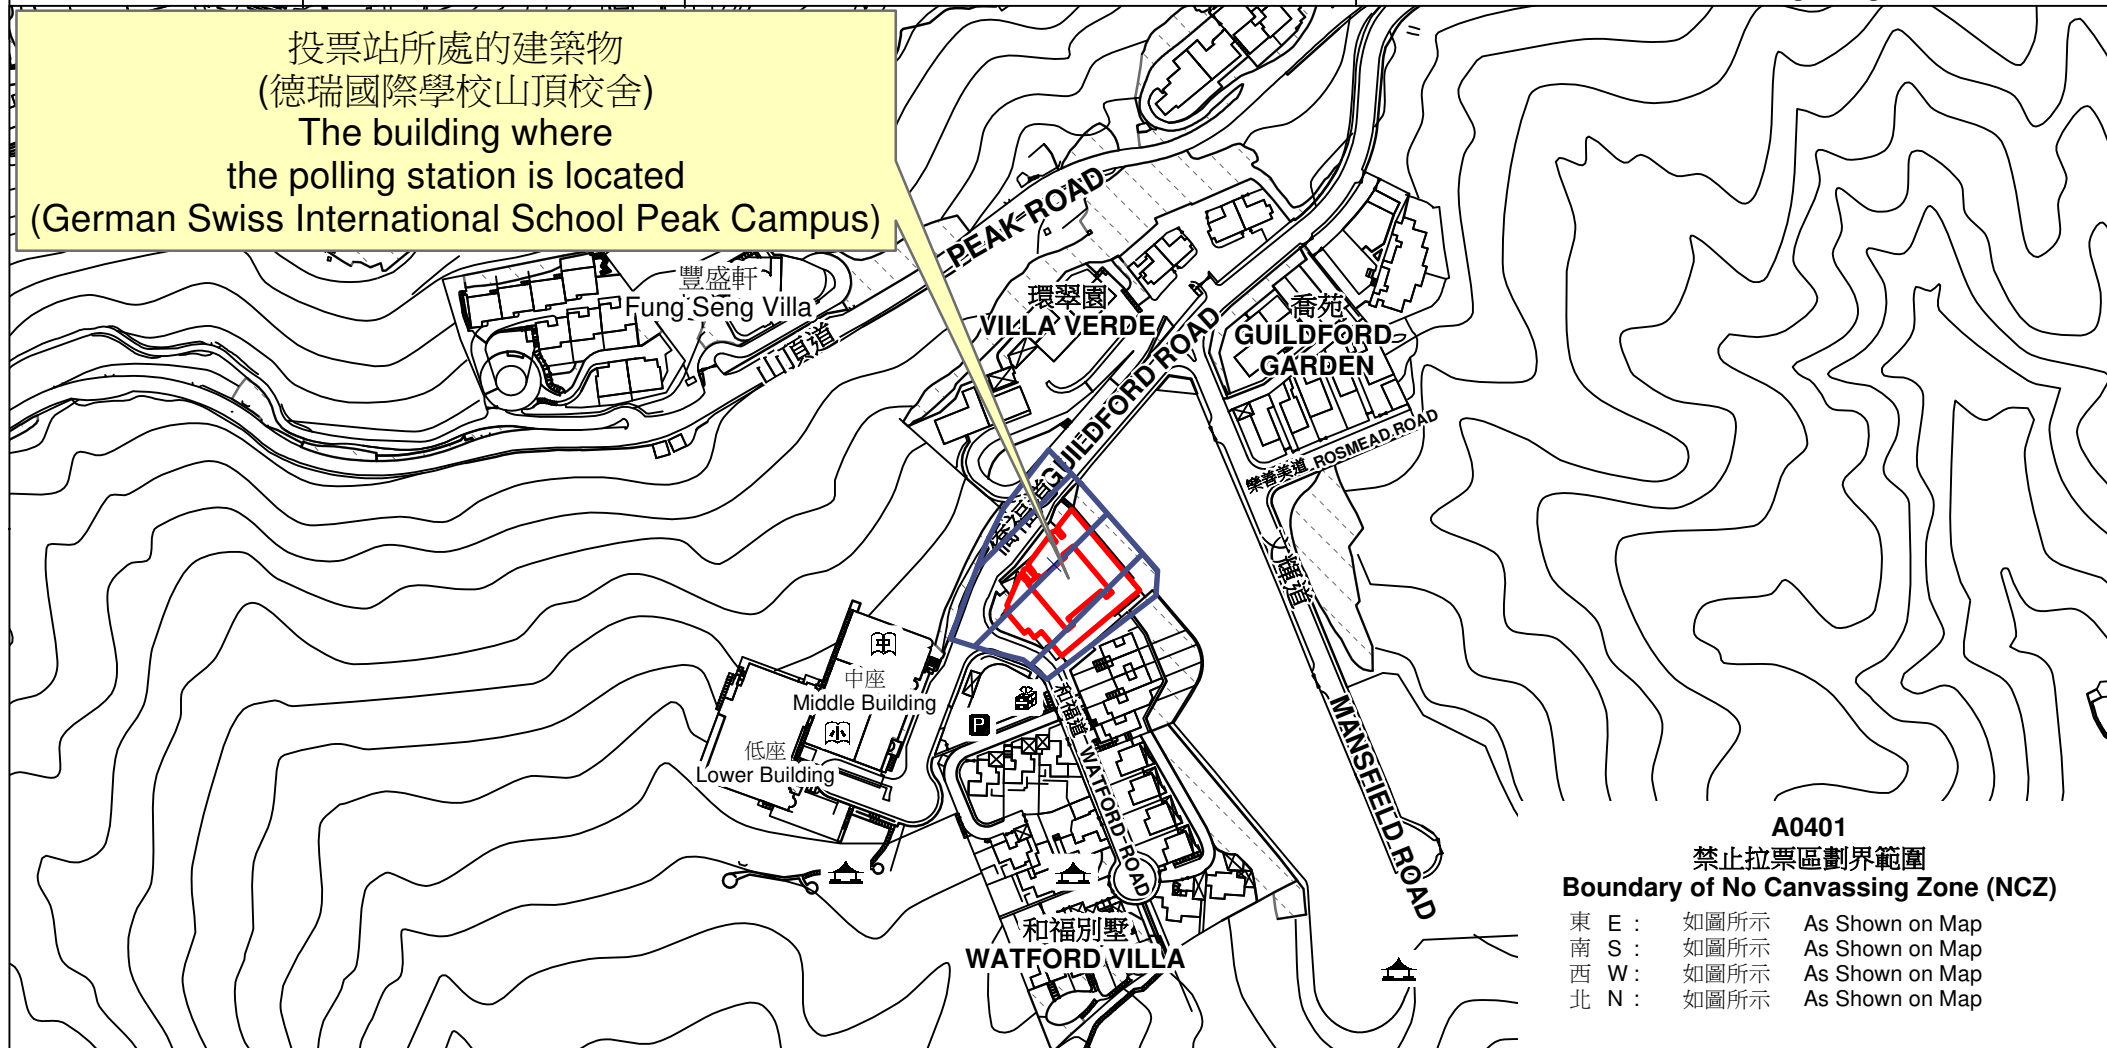 投票站所處的建築物
(德瑞國際學校山頂校舍)
The building where
the polling station is located
(German Swiss International School Peak Campus)
PEAK ROAD
豐盛軒
Fung Seng Villa
山頂道
環翠園
VILLA VERDE
僑福道 GUILDFORD ROAD
喬苑
GUILDFORD
GARDEN
樂善美道 ROSMEAD ROAD
文輝道
MANSFIELD ROAD
中
中座
Middle Building
小
低座
Lower Building
P
和福道 WATFORD ROAD
和福別墅
WATFORD VILLA
A0401
禁止拉票區劃界範圍
Boundary of No Canvassing Zone (NCZ)
東 E : 如圖所示 As Shown on Map
南 S : 如圖所示 As Shown on Map
西 W : 如圖所示 As Shown on Map
北 N : 如圖所示 As Shown on Map